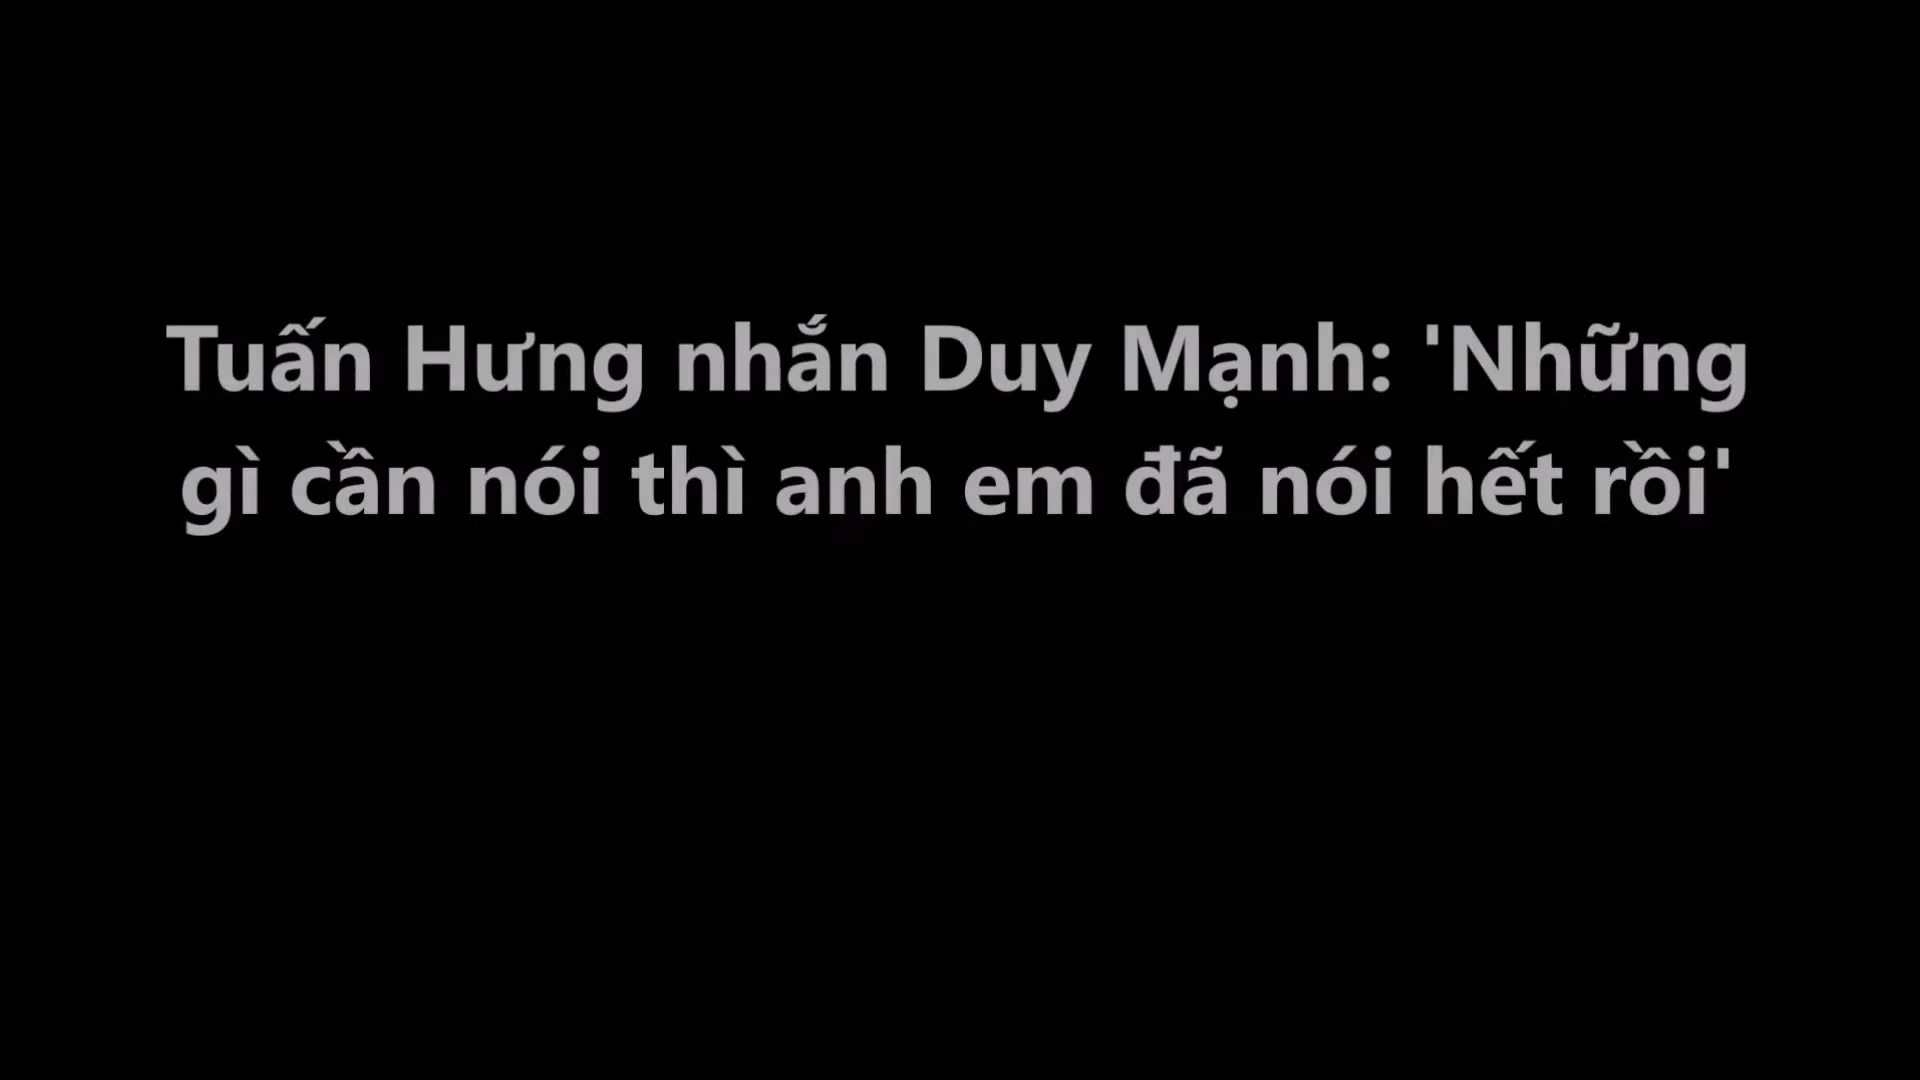 Tuấn Hưng nhắn Duy Mạnh: 'Những
gì cần nói thì anh em đã nói hết rồi'